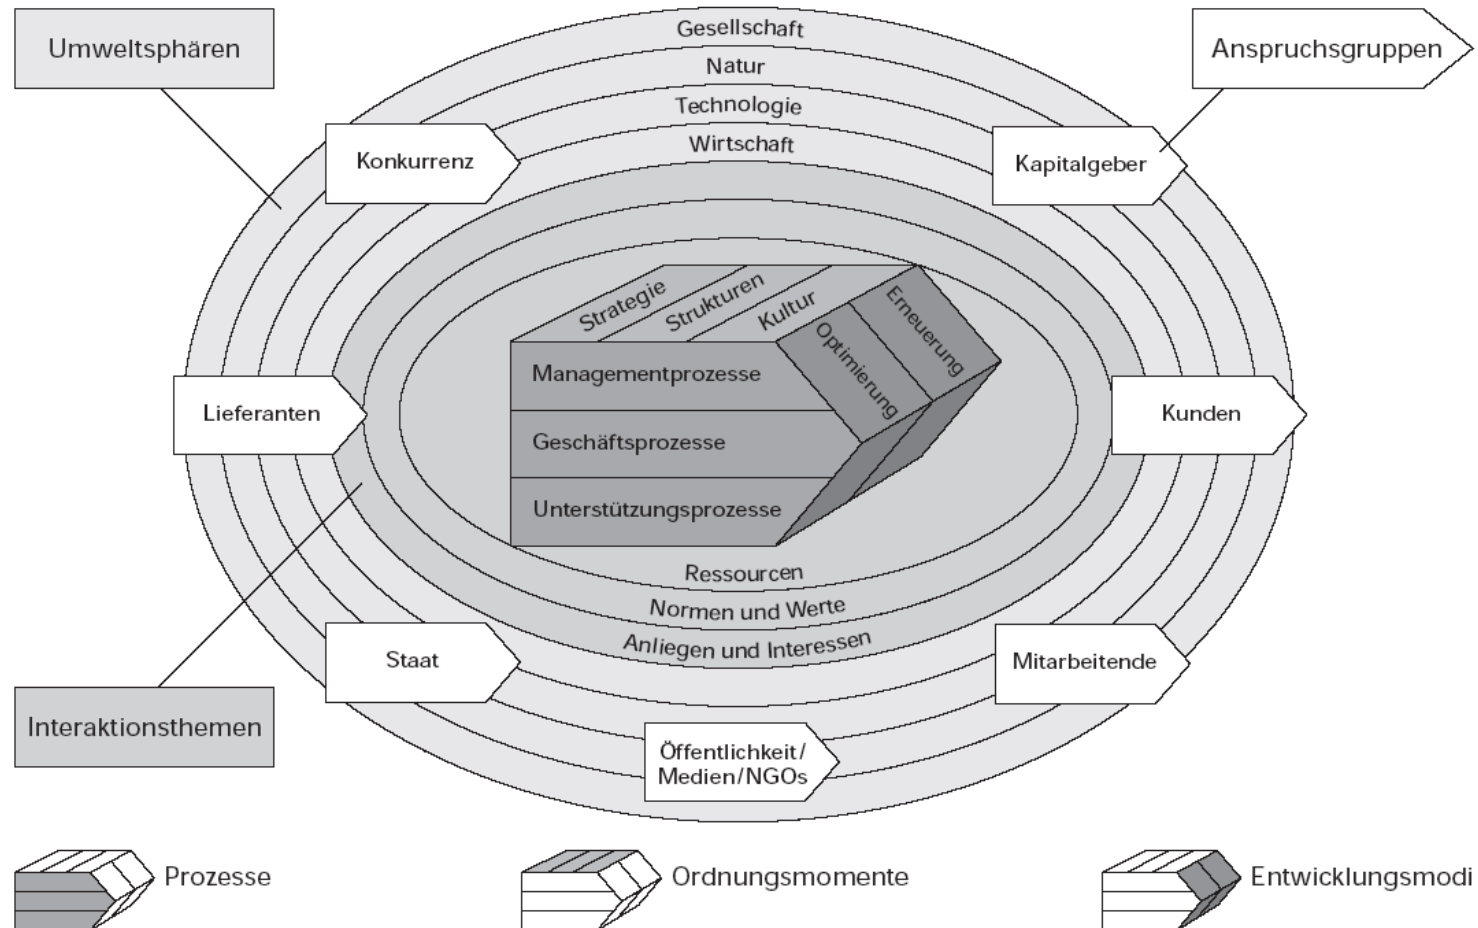 Umweltsphären
Anspruchsgruppen
Gesellschaft
Natur
Technologie
Wirtschaft
Konkurrenz
Kapitalgeber
Strategie
Strukturen
Kultur
Optimierung
Erneuerung
Managementprozesse
Geschäftsprozesse
Unterstützungsprozesse
Lieferanten
Kunden
Ressourcen
Normen und Werte
Anliegen und Interessen
Staat
Mitarbeitende
Interaktionsthemen
Öffentlichkeit/
Medien/NGOs
Prozesse
Ordnungsmomente
Entwicklungsmodi